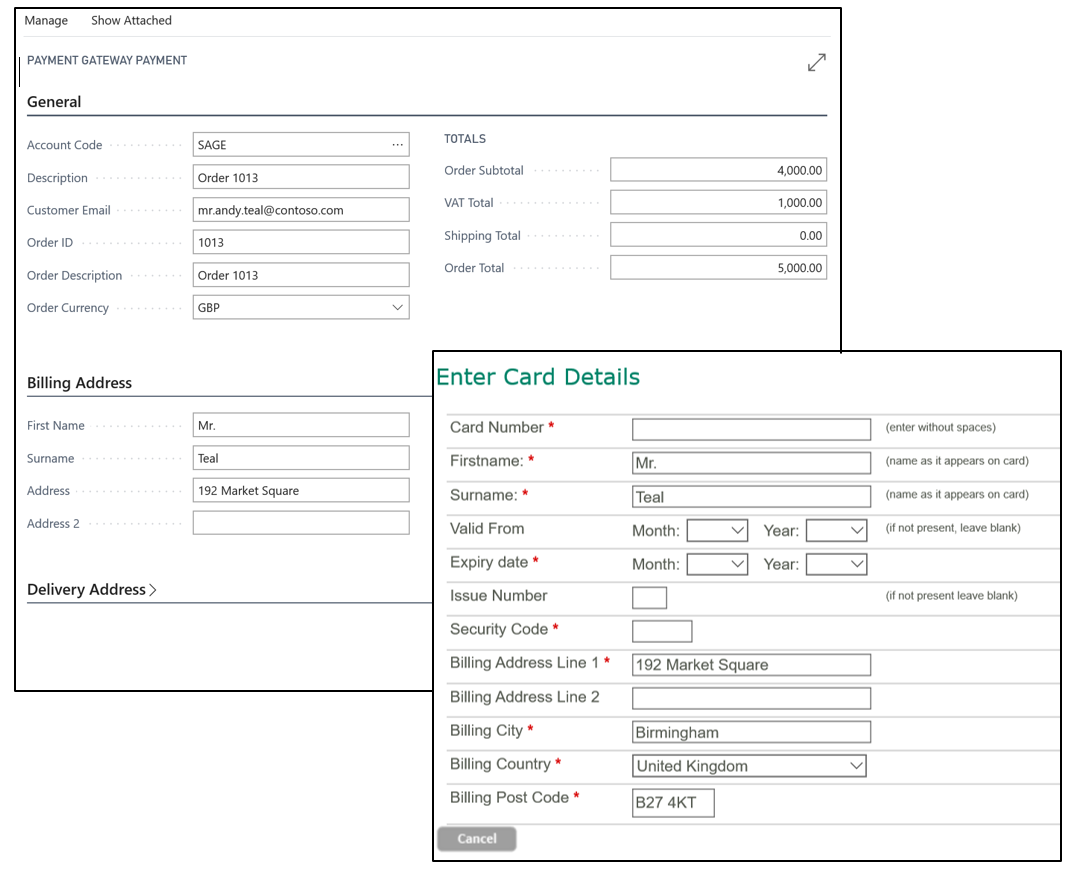 Manage Show Attached
PAYMENT GATEWAY PAYMENT
General
Account Code SAGE ...
Description Order 1013
Customer Email mr.andy.teal@contoso.com
Order ID 1013
Order Description Order 1013
Order Currency GBP
TOTALS
Order Subtotal 4,000.00
VAT Total 1,000.00
Shipping Total 0.00
Order Total 5,000.00
Billing Address
First Name Mr.
Surname Teal
Address 192 Market Square
Address 2
Delivery Address
Enter Card Details
Card Number * (enter without spaces)
Firstname: * Mr. (name as it appears on card)
Surname: * Teal (name as it appears on card)
Valid From Month: Year: (if not present, leave blank)
Expiry date * Month: Year:
Issue Number (if not present leave blank)
Security Code *
Billing Address Line 1 * 192 Market Square
Billing Address Line 2
Billing City * Birmingham
Billing Country * United Kingdom
Billing Post Code * B27 4KT
Cancel